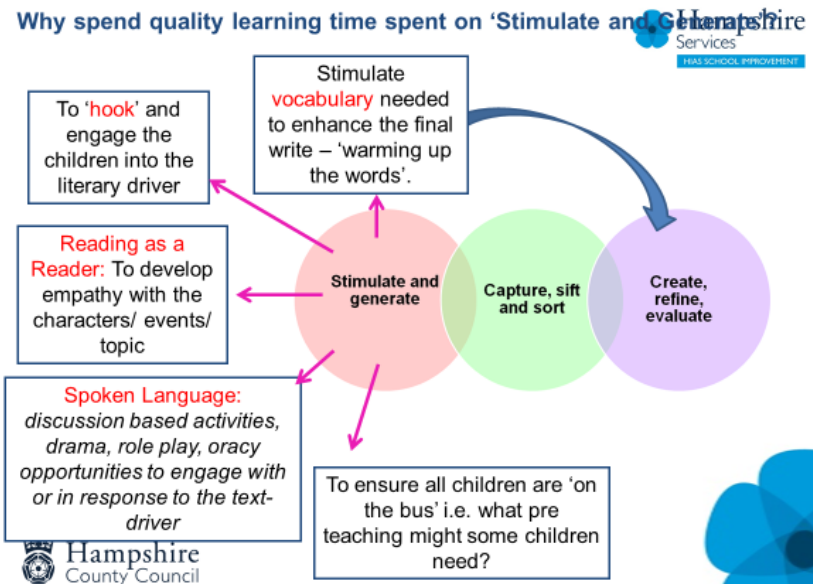 Why spend quality learning time spent on ‘Stimulate and Generate’?
Hampshire
Services
HIAS SCHOOL IMPROVEMENT
To ‘hook’ and
engage the
children into the
literary driver
Stimulate
vocabulary needed
to enhance the final
write – ‘warming up
the words’.
Reading as a
Reader: To develop
empathy with the
characters/ events/
topic
Stimulate and
generate
Capture, sift
and sort
Create,
refine,
evaluate
Spoken Language:
discussion based activities,
drama, role play, oracy
opportunities to engage with
or in response to the text-
driver
To ensure all children are ‘on
the bus’ i.e. what pre
teaching might some children
need?
Hampshire
County Council